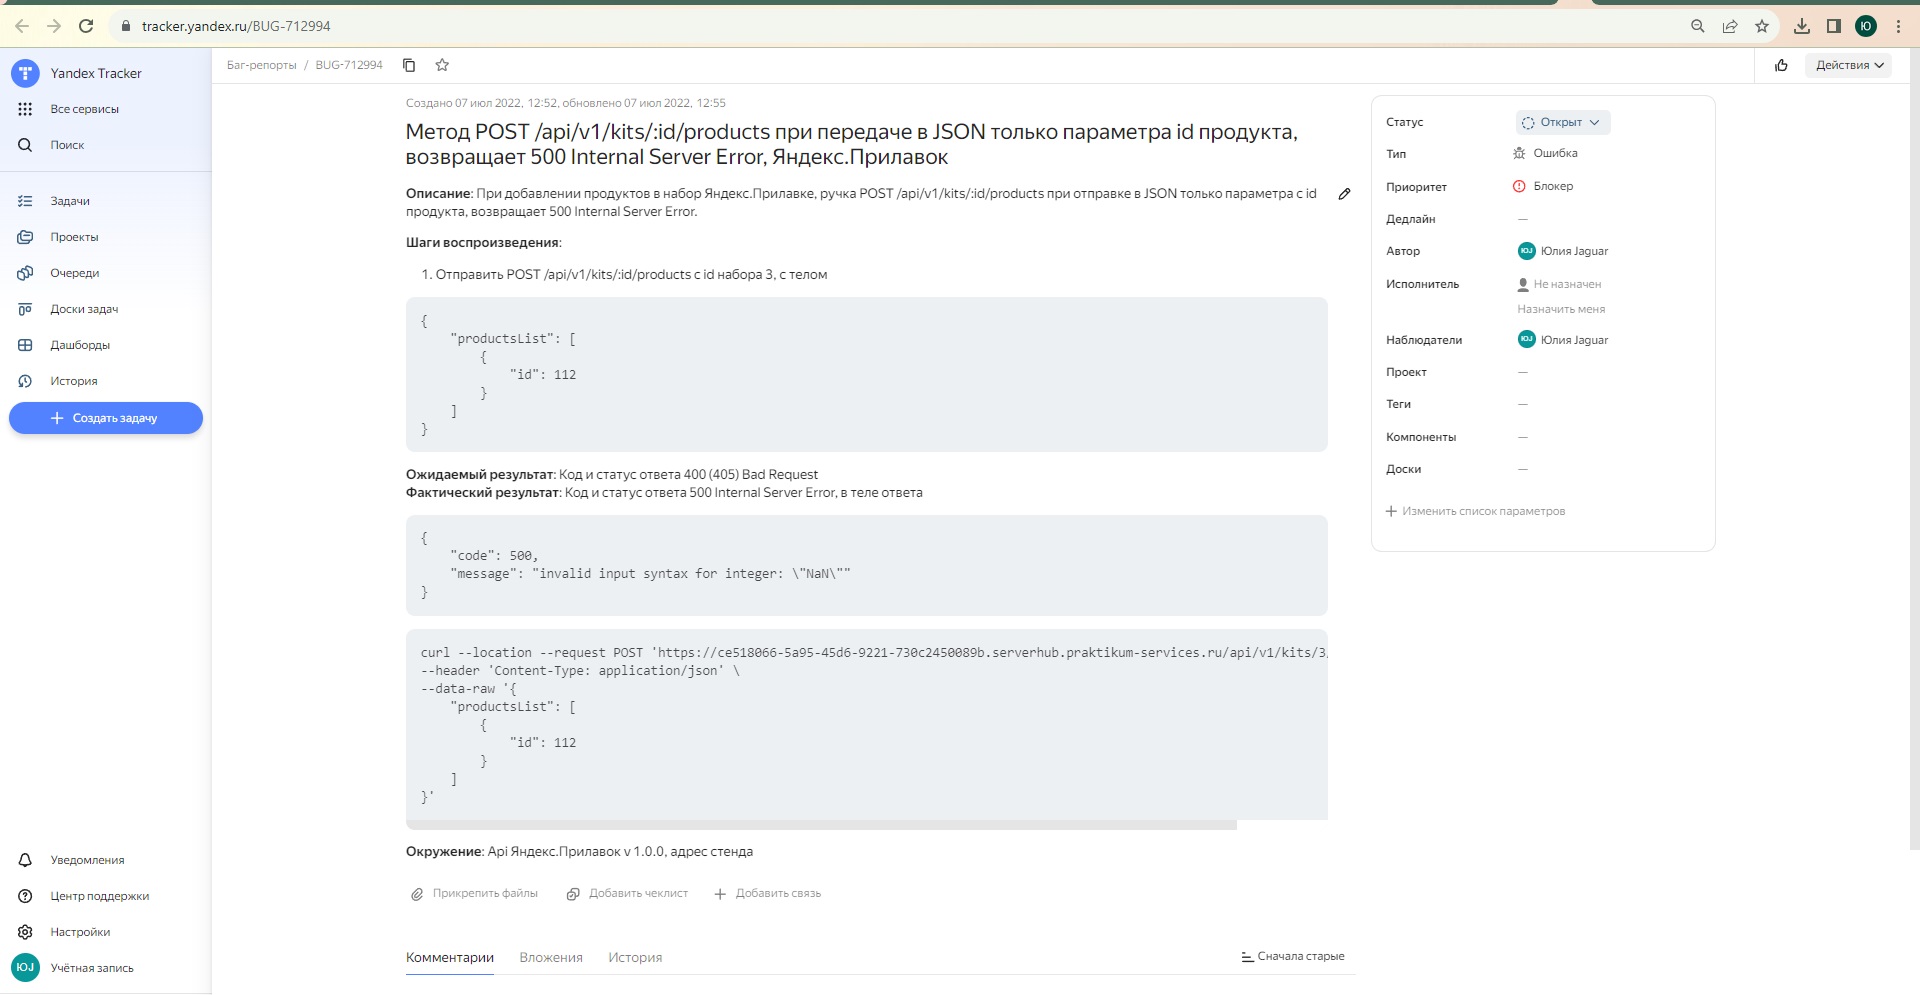 tracker.yandex.ru/BUG-712994
Ю
Yandex Tracker
Все сервисы
Поиск
Задачи
Проекты
Очереди
Доски задач
Дашборды
История
Создать задачу
Уведомления
Центр поддержки
Настройки
ЮJ Учётная запись
Баг-репорты / BUG-712994
Действия
Создано 07 июл 2022, 12:52, обновлено 07 июл 2022, 12:55
Метод POST /api/v1/kits/:id/products при передаче в JSON только параметра id продукта,
возвращает 500 Internal Server Error, Яндекс.Прилавок
Описание: При добавлении продуктов в набор Яндекс.Прилавке, ручка POST /api/v1/kits/:id/products при отправке в JSON только параметра с id
продукта, возвращает 500 Internal Server Error.
Шаги воспроизведения:
1. Отправить POST /api/v1/kits/:id/products с id набора 3, с телом
{
"productsList": [
{
"id": 112
}
]
}
Ожидаемый результат: Код и статус ответа 400 (405) Bad Request
Фактический результат: Код и статус ответа 500 Internal Server Error, в теле ответа
{
"code": 500,
"message": "invalid input syntax for integer: \"NaN\""
}
curl --location --request POST 'https://ce518066-5a95-45d6-9221-730c2450089b.serverhub.praktikum-services.ru/api/v1/kits/3/
--header 'Content-Type: application/json' \
--data-raw '{
"productsList": [
{
"id": 112
}
]
}'
Окружение: Api Яндекс.Прилавок v 1.0.0, адрес стенда
Прикрепить файлы Добавить чеклист Добавить связь
Комментарии Вложения История Сначала старые
Статус Открыт
Тип Ошибка
Приоритет Блокер
Дедлайн —
Автор ЮJ Юлия Jaguar
Исполнитель Не назначен
Назначить меня
Наблюдатели ЮJ Юлия Jaguar
Проект —
Теги —
Компоненты —
Доски —
Изменить список параметров